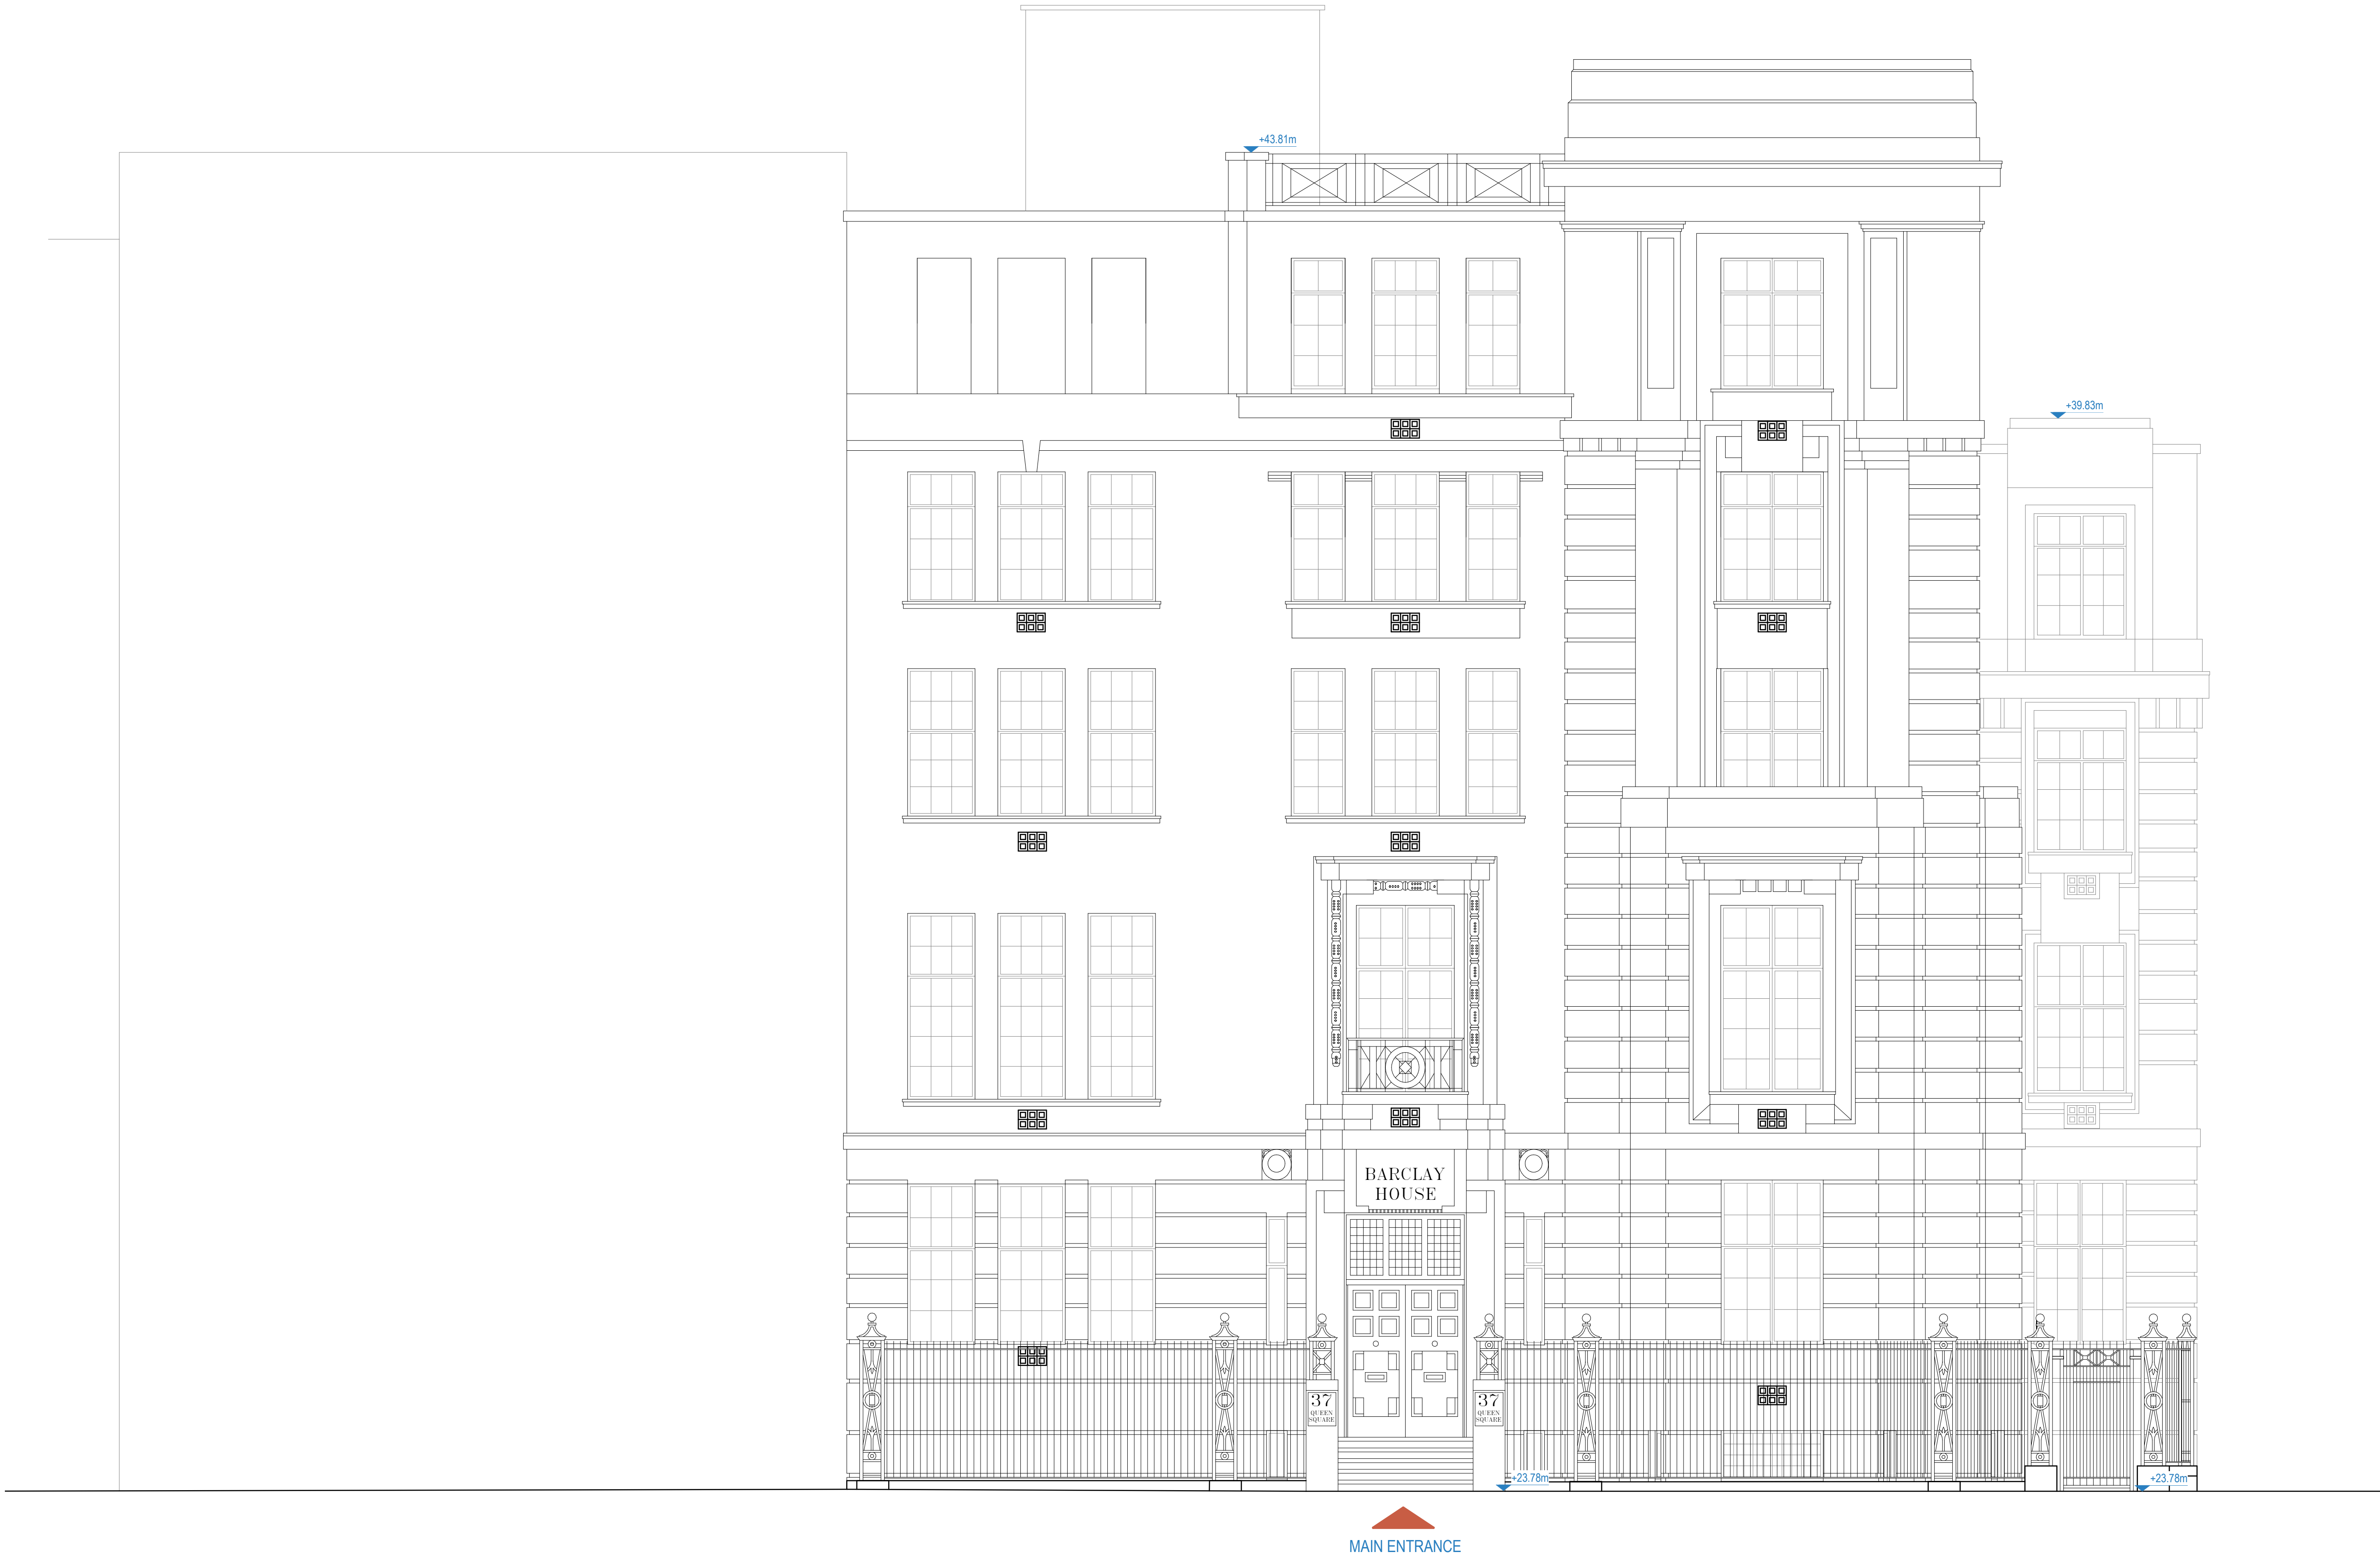 +43.81m
+39.83m
BARCLAY
HOUSE
37
QUEEN
SQUARE
37
QUEEN
SQUARE
+23.78m
+23.78m
MAIN ENTRANCE